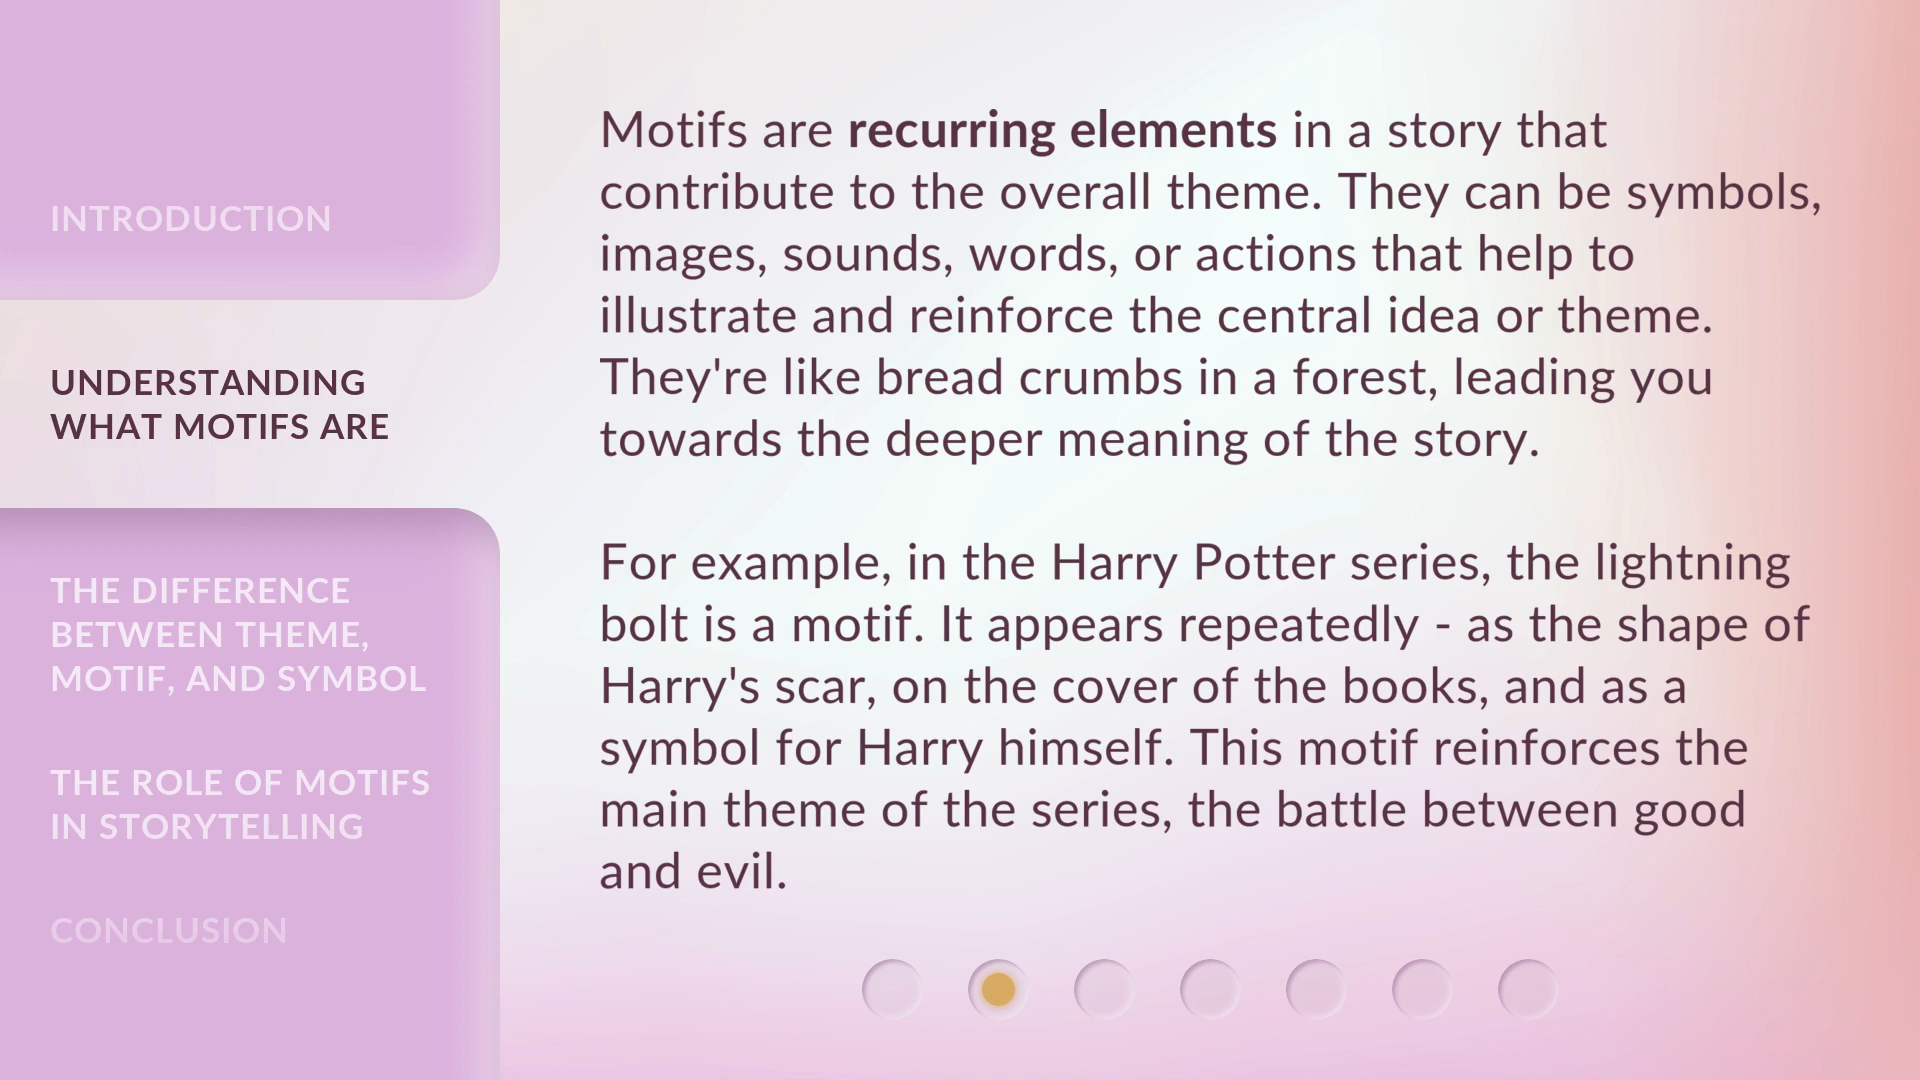 INTRODUCTION
UNDERSTANDING
WHAT MOTIFS ARE
THE DIFFERENCE
BETWEEN THEME,
MOTIF, AND SYMBOL
THE ROLE OF MOTIFS
IN STORYTELLING
CONCLUSION
Motifs are recurring elements in a story that
contribute to the overall theme. They can be symbols,
images, sounds, words, or actions that help to
illustrate and reinforce the central idea or theme.
They're like bread crumbs in a forest, leading you
towards the deeper meaning of the story.
For example, in the Harry Potter series, the lightning
bolt is a motif. It appears repeatedly - as the shape of
Harry's scar, on the cover of the books, and as a
symbol for Harry himself. This motif reinforces the
main theme of the series, the battle between good
and evil.